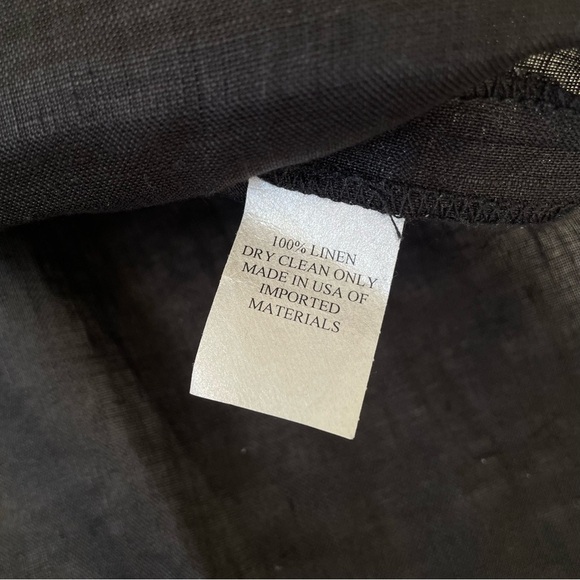 100% LINEN
DRY CLEAN ONLY
MADE IN USA OF
IMPORTED
MATERIALS